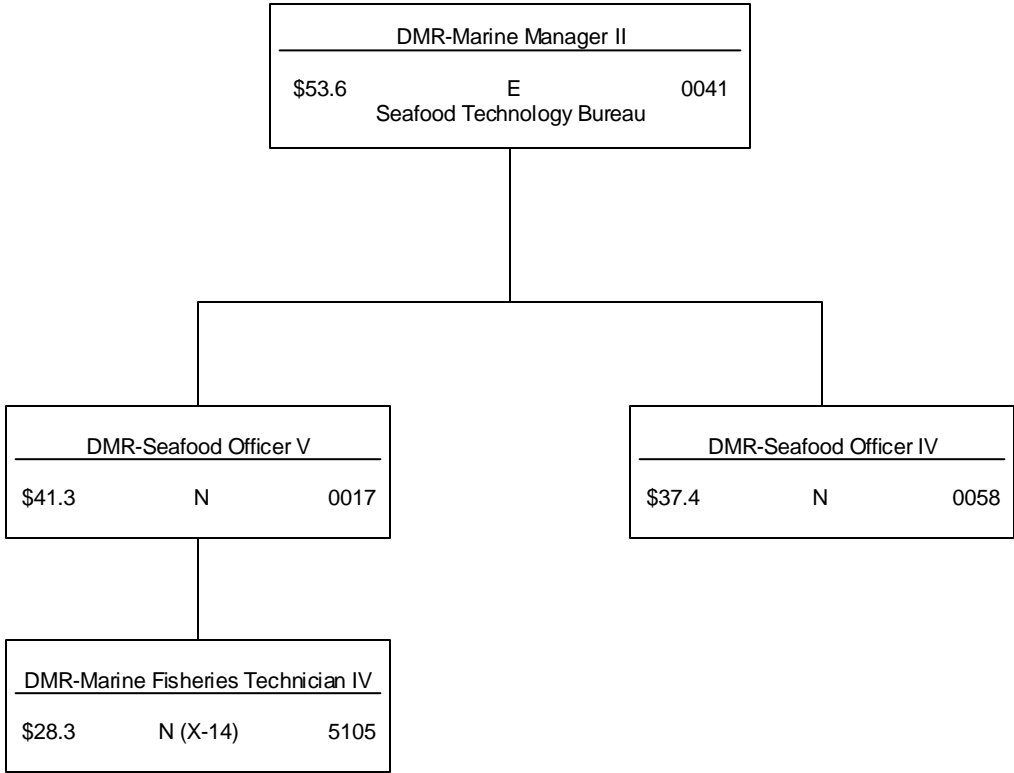 DMR-Marine Manager II
$53.6 E 0041
Seafood Technology Bureau
DMR-Seafood Officer V
$41.3 N 0017
DMR-Seafood Officer IV
$37.4 N 0058
DMR-Marine Fisheries Technician IV
$28.3 N (X-14) 5105